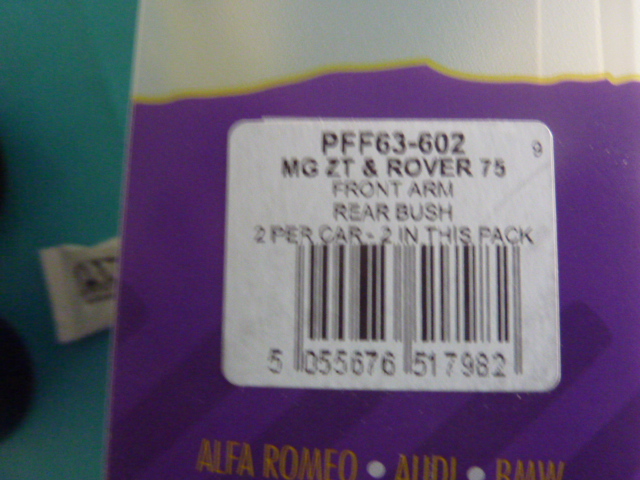 PFF63-602
9
MG ZT & ROVER 75
FRONT ARM
REAR BUSH
2 PER CAR - 2 IN THIS PACK
5 055676 517982
ALFA ROMEO • AUDI • BMW